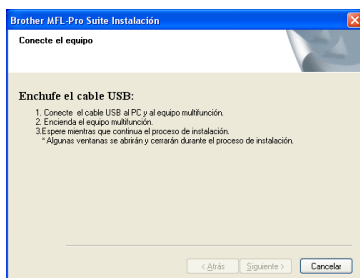 Brother MFL-Pro Suite Instalación
Conecte el equipo
Enchufe el cable USB:
1. Conecte el cable USB al PC y al equipo multifunción.
2. Encienda el equipo multifunción.
3.Espere mientras que continua el proceso de instalación.
* Algunas ventanas se abrirán y cerrarán durante el proceso de instalación.
< Atrás Siguiente > Cancelar